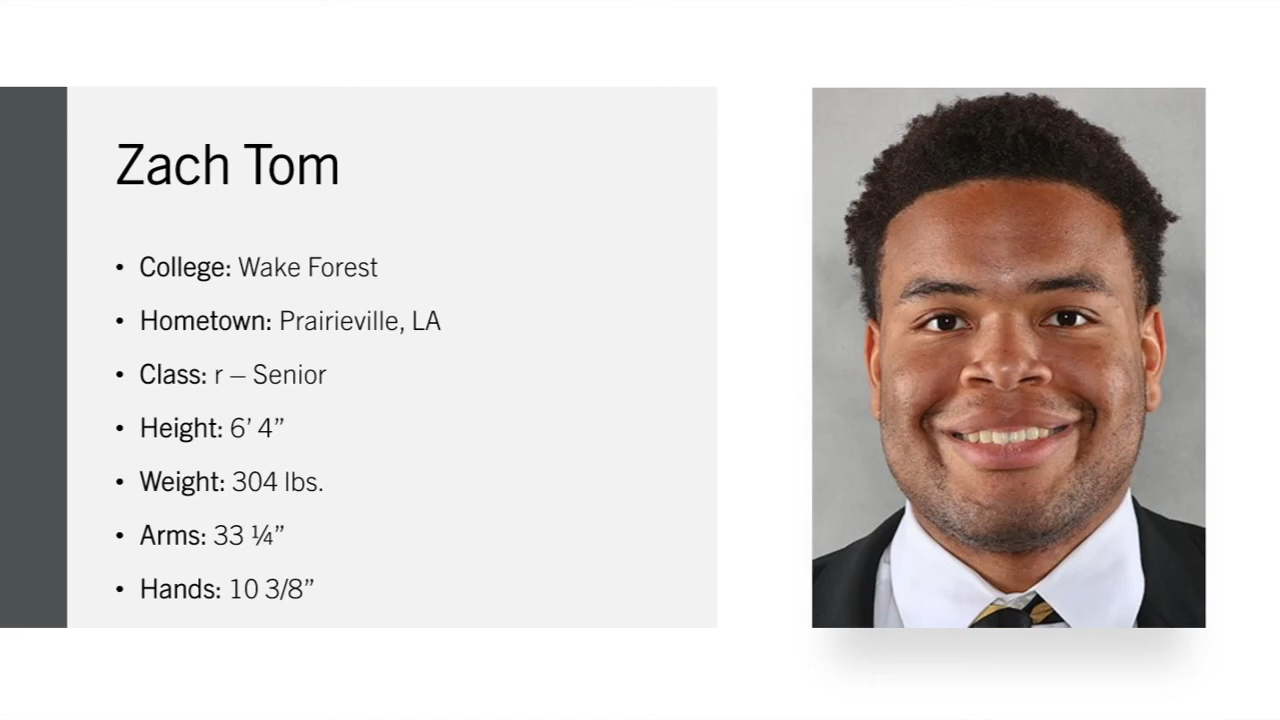 Zach Tom
• College: Wake Forest
• Hometown: Prairieville, LA
• Class: r – Senior
• Height: 6’ 4”
• Weight: 304 lbs.
• Arms: 33 ¼”
• Hands: 10 3/8”